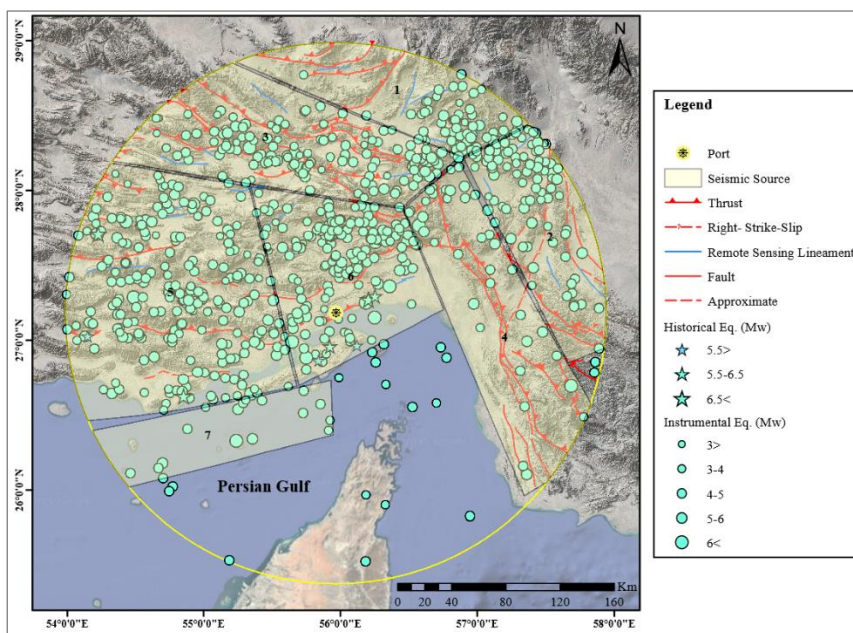 29°0'0"N
28°0'0"N
27°0'0"N
26°0'0"N
54°0'0"E
55°0'0"E
56°0'0"E
57°0'0"E
58°0'0"E
N
1
2
3
4
5
6
7
Persian Gulf
Km
0 10 20 40 80 120 160
Legend
Port
Seismic Source
Thrust
Right- Strike-Slip
Remote Sensing Lineament
Fault
Approximate
Historical Eq. (Mw)
5.5>
5.5-6.5
6.5<
Instrumental Eq. (Mw)
3>
3-4
4-5
5-6
6<